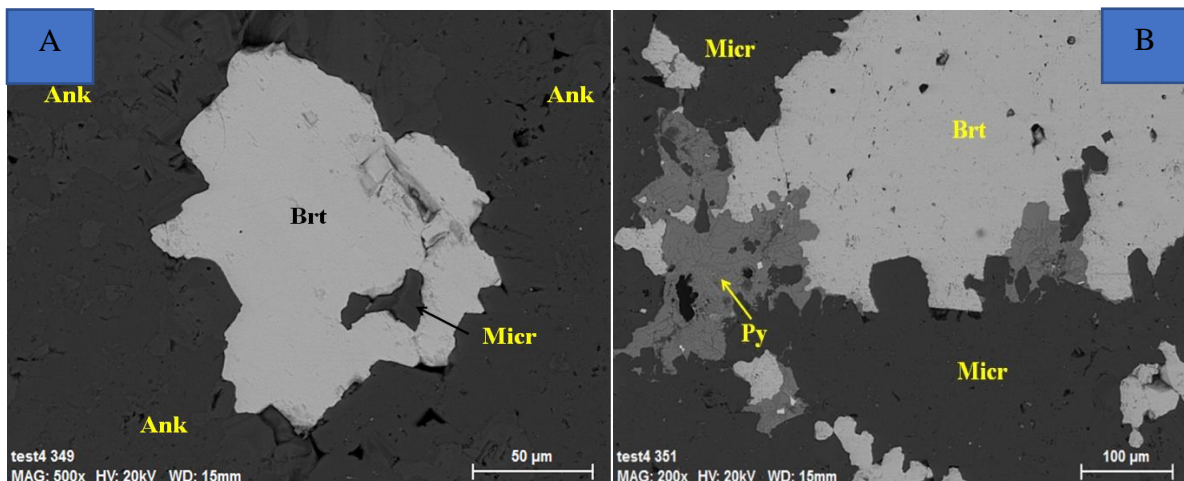 A
Ank
Ank
Brt
Micr
Ank
test4 349
MAG: 500x HV: 20kV WD: 15mm
50 µm
B
Micr
Brt
Py
Micr
test4 351
MAG: 200x HV: 20kV WD: 15mm
100 µm